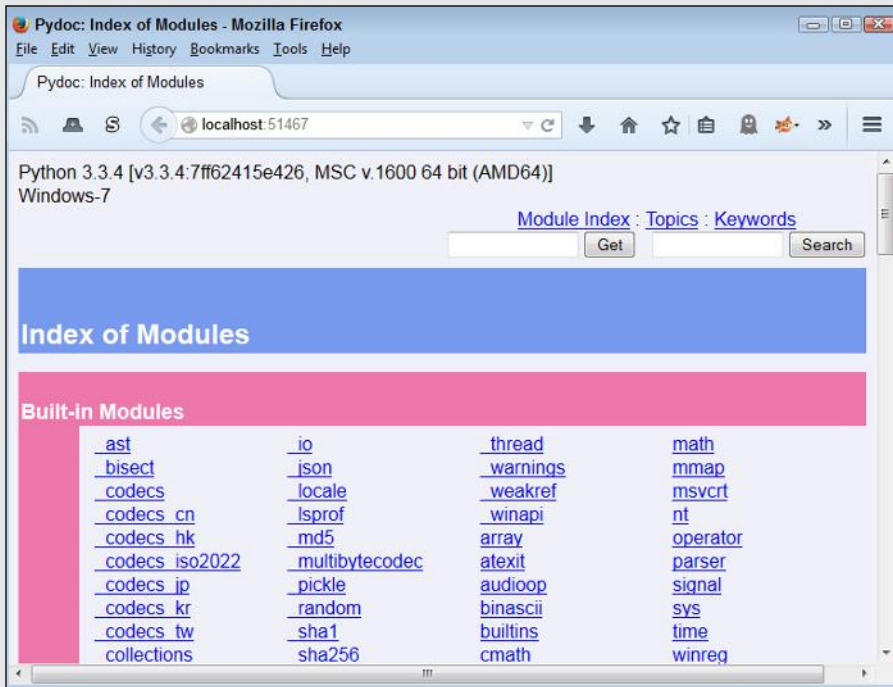 Pydoc: Index of Modules - Mozilla Firefox
File Edit View History Bookmarks Tools Help
Pydoc: Index of Modules
S localhost:51467
Python 3.3.4 [v3.3.4:7ff62415e426, MSC v.1600 64 bit (AMD64)]
Windows-7
Module Index : Topics : Keywords
Get Search
Index of Modules
Built-in Modules
_ast _io _thread math
_bisect _json _warnings mmap
_codecs _locale _weakref msvcrt
_codecs_cn _lsprof _winapi nt
_codecs_hk _md5 array operator
_codecs_iso2022 _multibytecodec atexit parser
_codecs_jp _pickle audioop signal
_codecs_kr _random binascii sys
_codecs_tw _sha1 builtins time
_collections _sha256 cmath winreg